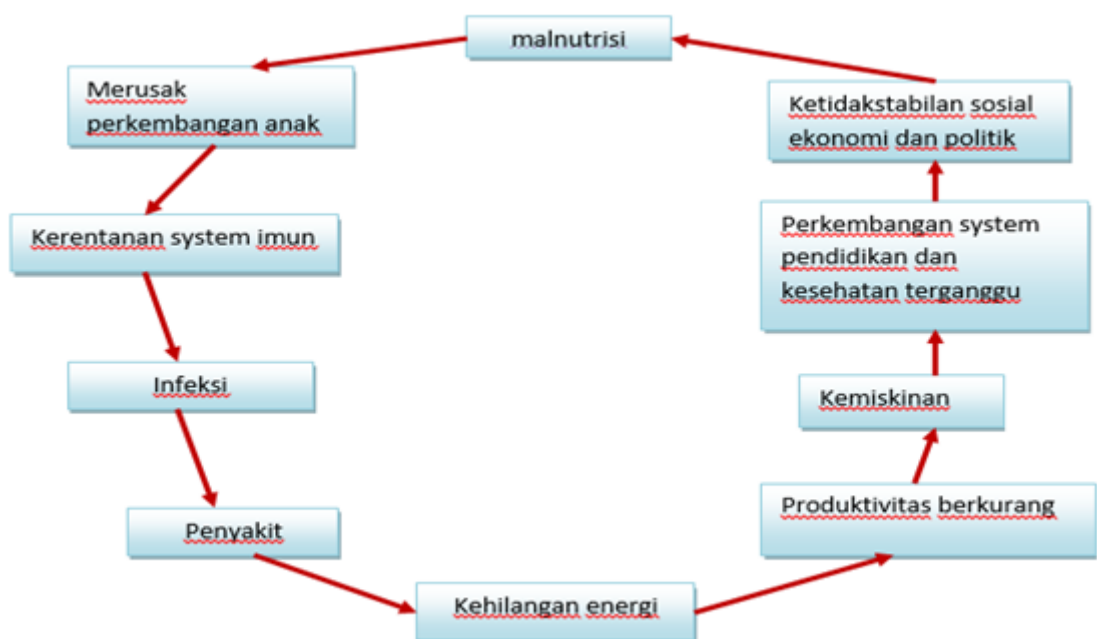 malnutrisi
Merusak
perkembangan anak
Kerentanan system imun
Infeksi
Penyakit
Kehilangan energi
Produktivitas berkurang
Kemiskinan
Perkembangan system
pendidikan dan
kesehatan terganggu
Ketidakstabilan sosial
ekonomi dan politik